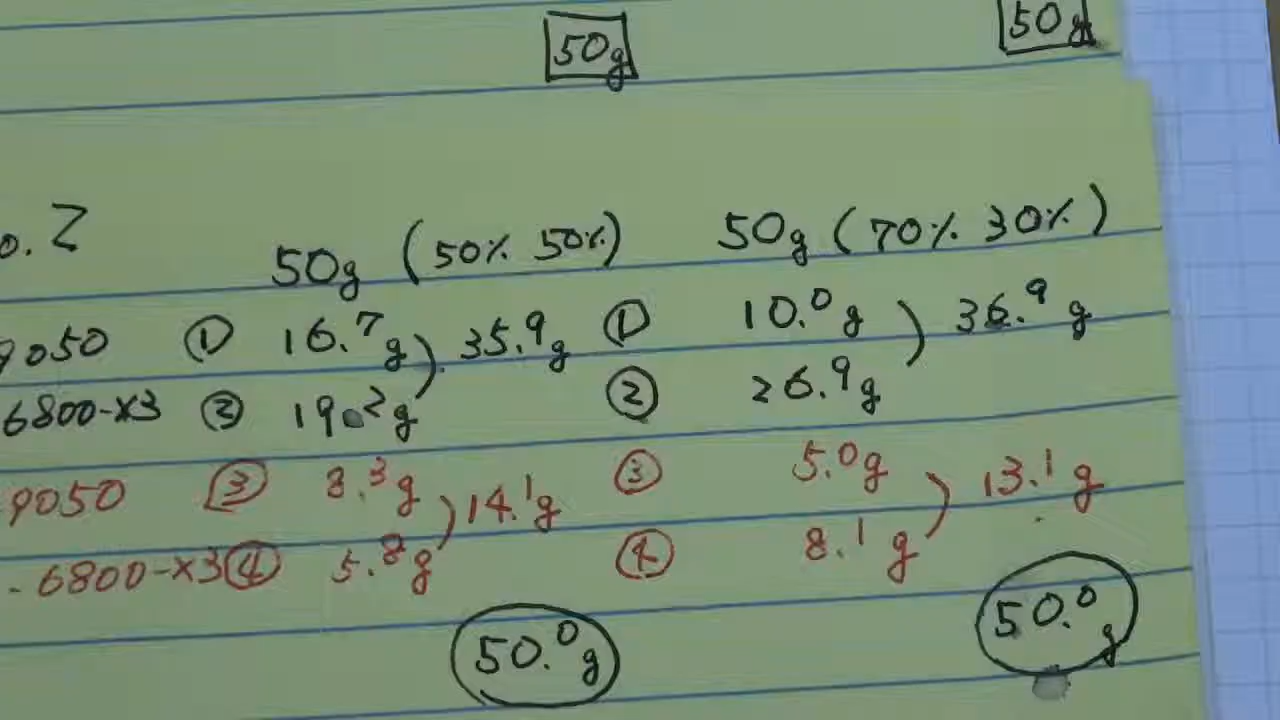 50g 50g
o. 2 50g (50% 50%) 50g (70% 30%)
9050 ① 16.7g ) 35.9g ① 10.0g ) 36.9g
6800-X3 ② 19.2g ② 26.9g
9050 ③ 8.3g ) 14.1g ③ 5.0g ) 13.1g
-6800-X3 ④ 5.8g ④ 8.1g
50.0g 50.0g